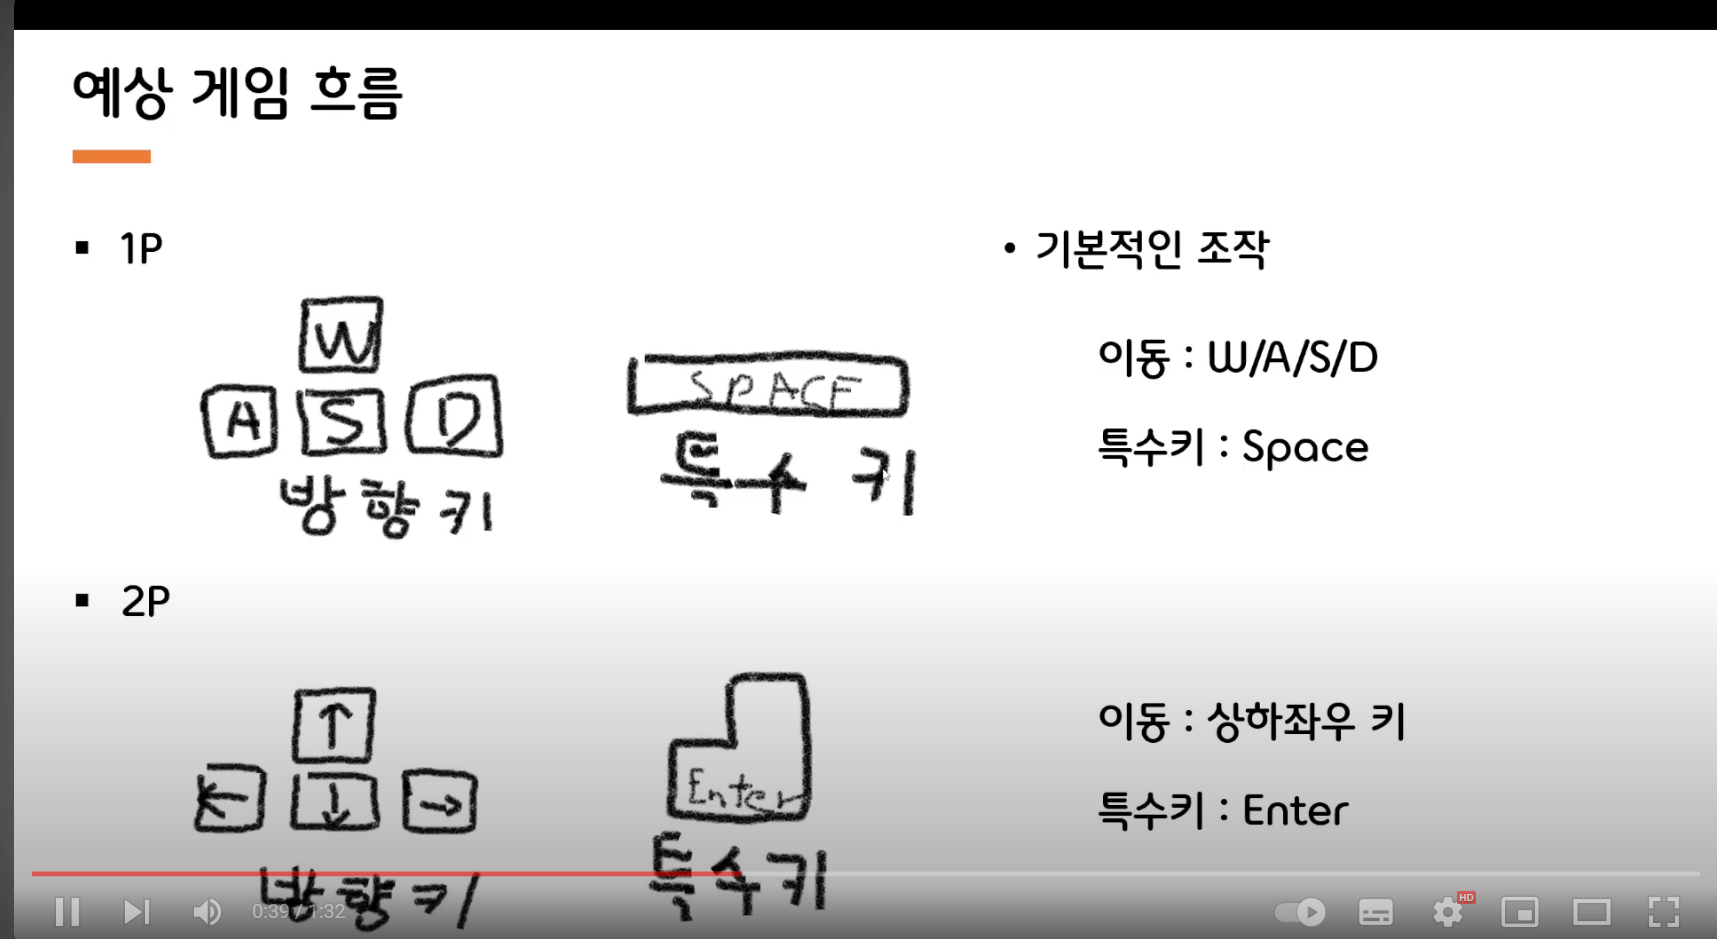 예상 게임 흐름
▪ 1P
W
A S D
방향키
SPACE
특수 키
• 기본적인 조작
이동 : W/A/S/D
특수키 : Space
▪ 2P
↑
← ↓ →
방향키
Enter
특수키
이동 : 상하좌우 키
특수키 : Enter
0:39 / 1:32
HD